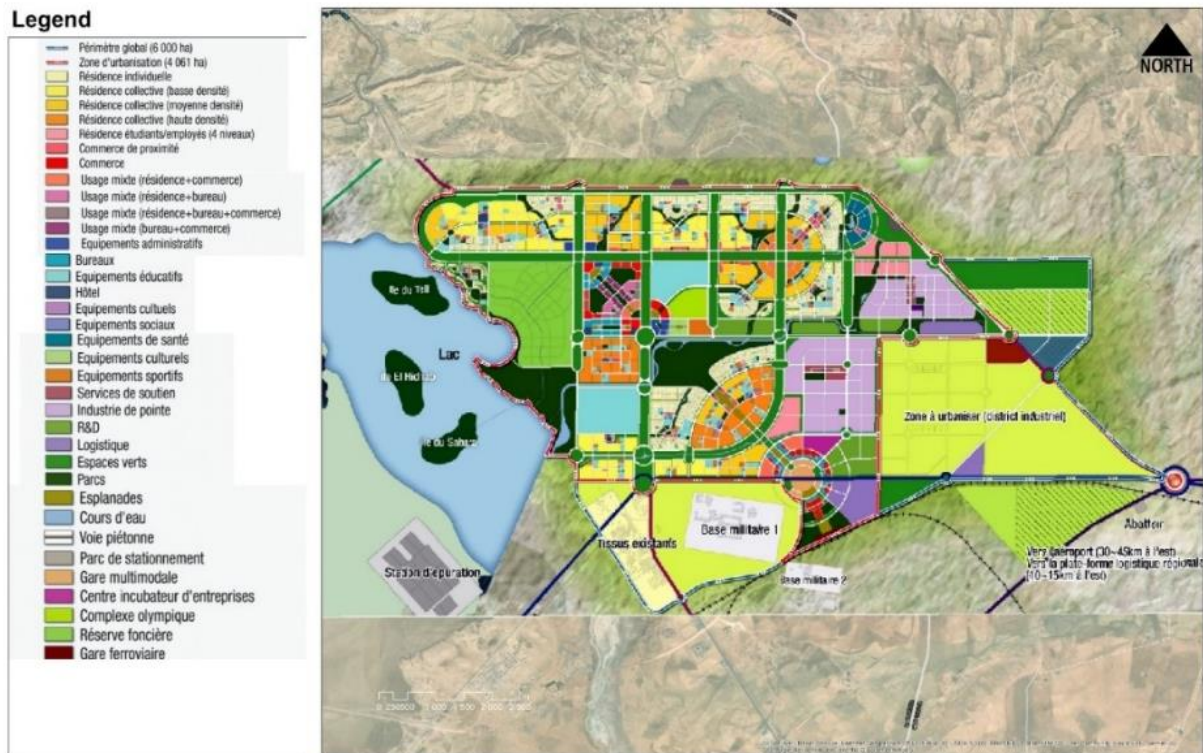 Legend
Périmètre global (6 000 ha)
Zone d'urbanisation (4 061 ha)
Résidence individuelle
Résidence collective (basse densité)
Résidence collective (moyenne densité)
Résidence collective (haute densité)
Résidence étudiants/employés (4 niveaux)
Commerce de proximité
Commerce
Usage mixte (résidence+commerce)
Usage mixte (résidence+bureau)
Usage mixte (résidence+bureau+commerce)
Usage mixte (bureau+commerce)
Equipements administratifs
Bureaux
Equipements éducatifs
Hôtel
Equipements cultuels
Equipements sociaux
Equipements de santé
Equipements culturels
Equipements sportifs
Services de soutien
Industrie de pointe
R&D
Logistique
Espaces verts
Parcs
Esplanades
Cours d'eau
Voie piétonne
Parc de stationnement
Gare multimodale
Centre incubateur d'entreprises
Complexe olympique
Réserve foncière
Gare ferroviaire
NORTH
Ile du Tell
Lac
Ile El Hidhab
Ile du Sahara
Zone à urbaniser (district industriel)
Base militaire 1
Tissus existants
Station d'épuration
Base militaire 2
Abattoir
Vers l'aéroport (30~45km à l'est)
Vers la plate-forme logistique régionale
(10~15km à l'est)